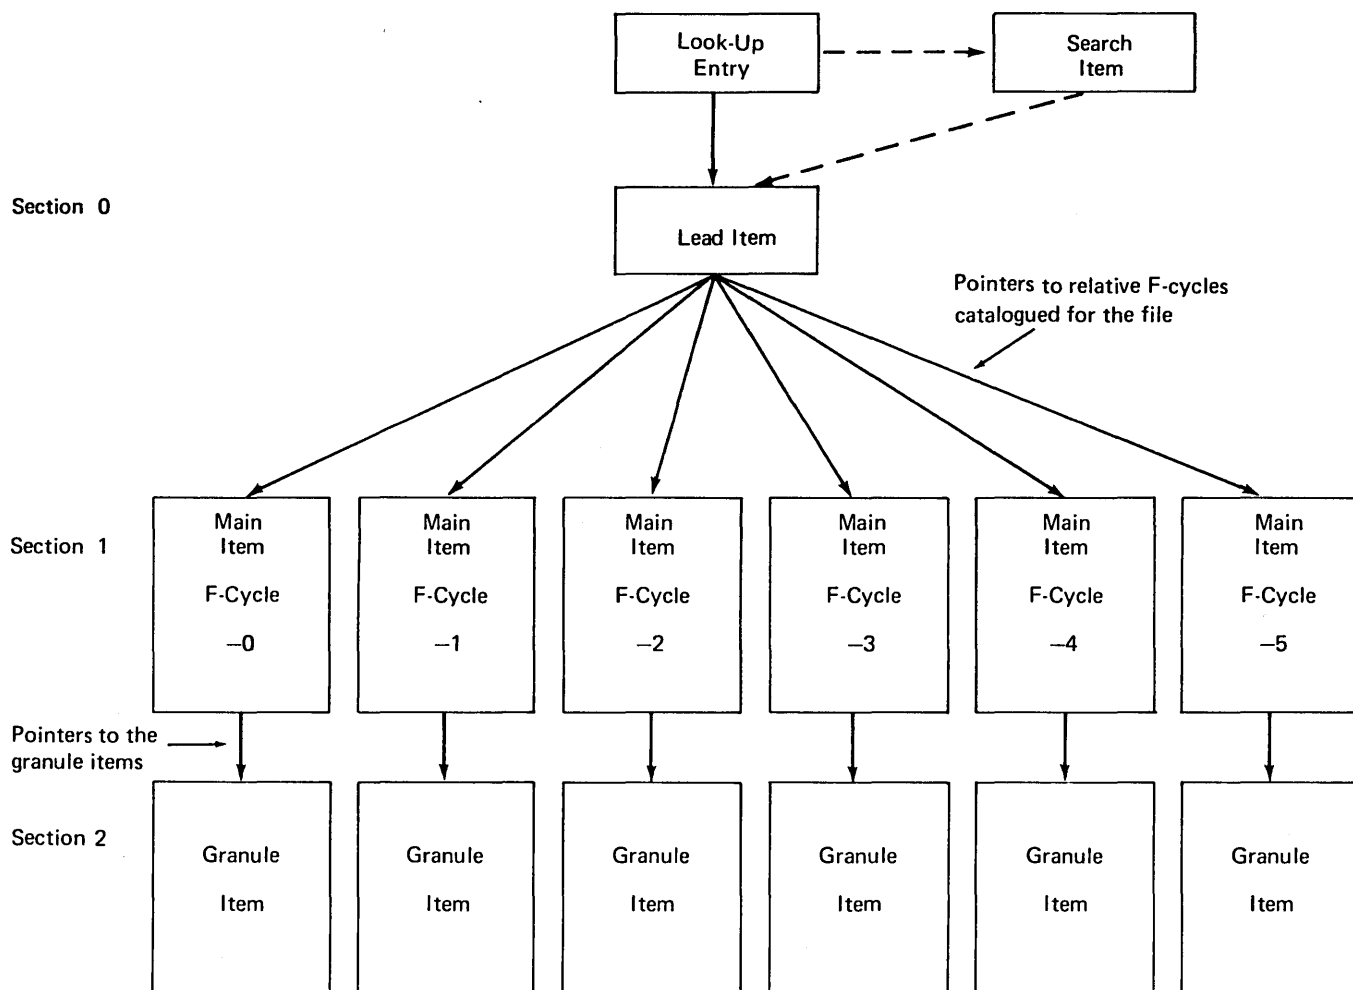 Look-Up
Entry
Search
Item
Section 0
Lead Item
Pointers to relative F-cycles
catalogued for the file
Section 1
Main
Item
F-Cycle
—0
Main
Item
F-Cycle
—1
Main
Item
F-Cycle
—2
Main
Item
F-Cycle
—3
Main
Item
F-Cycle
—4
Main
Item
F-Cycle
—5
Pointers to the
granule items
Section 2
Granule
Item
Granule
Item
Granule
Item
Granule
Item
Granule
Item
Granule
Item